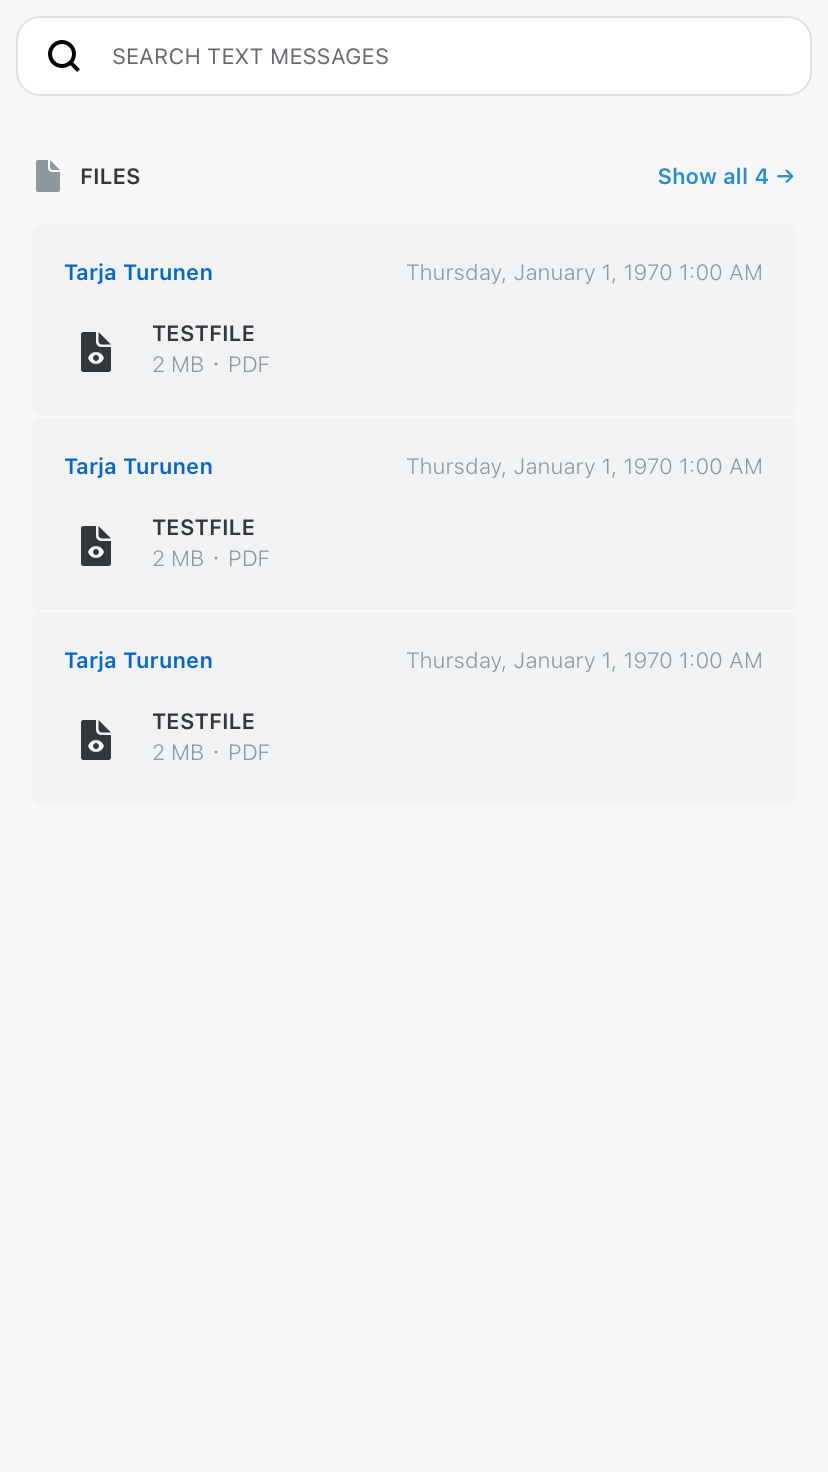 SEARCH TEXT MESSAGES
FILES
Show all 4 →
Tarja Turunen
Thursday, January 1, 1970 1:00 AM
TESTFILE
2 MB · PDF
Tarja Turunen
Thursday, January 1, 1970 1:00 AM
TESTFILE
2 MB · PDF
Tarja Turunen
Thursday, January 1, 1970 1:00 AM
TESTFILE
2 MB · PDF